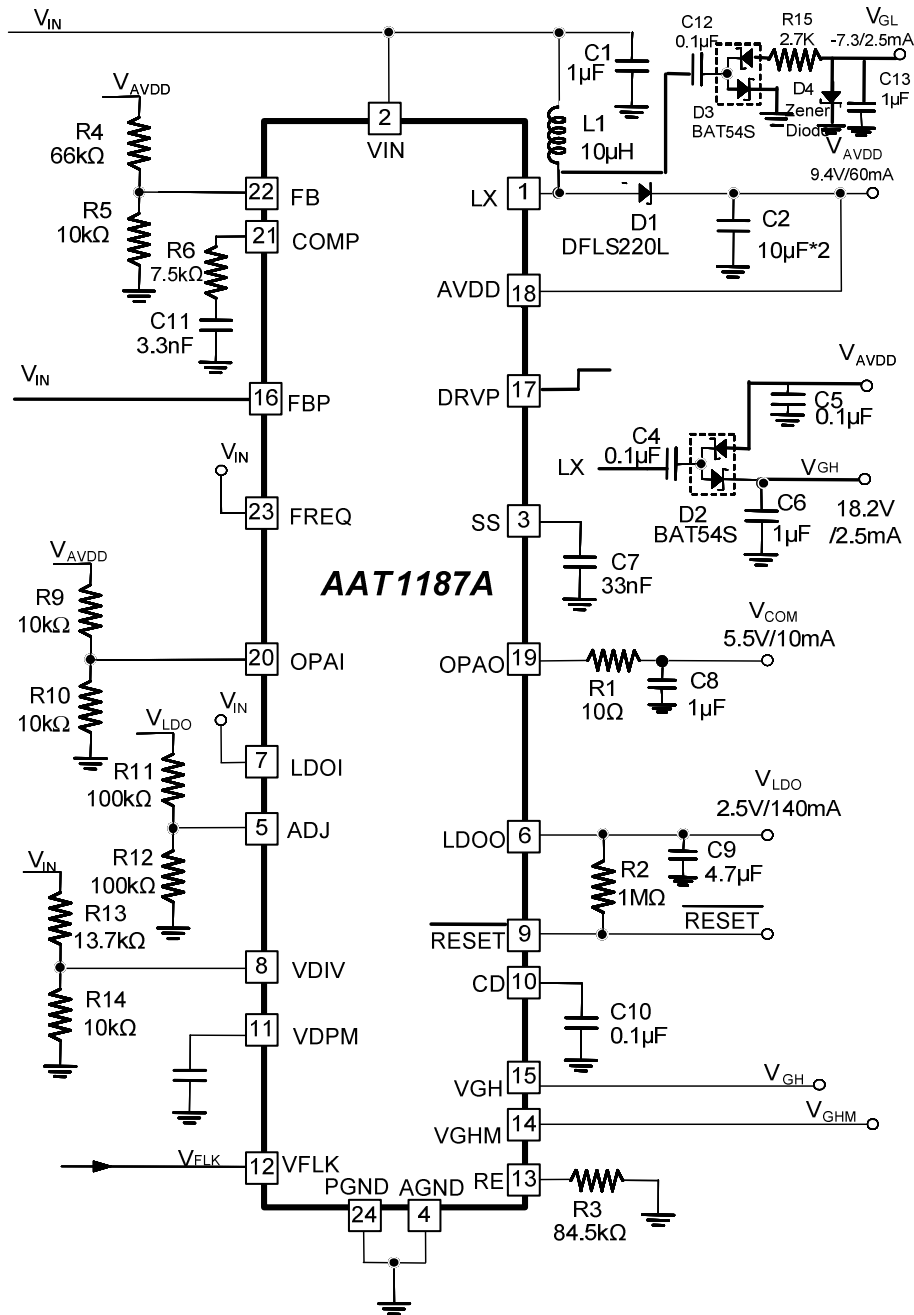 VIN
C12
0.1µF
R15
2.7K
VGL
-7.3/2.5mA
C1
1µF
D3
BAT54S
D4
Zener
Diode
C13
1µF
VAVDD
R4
66kΩ
2
VIN
L1
10µH
VAVDD
9.4V/60mA
22
FB
LX
1
R5
10kΩ
21
COMP
D1
DFLS220L
C2
10µF*2
R6
7.5kΩ
AVDD
18
C11
3.3nF
VIN
16
FBP
DRVP
17
VAVDD
C5
0.1µF
C4
0.1µF
LX
VGH
VIN
23
FREQ
SS
3
D2
BAT54S
C6
1µF
18.2V
/2.5mA
VAVDD
C7
33nF
AAT1187A
R9
10kΩ
VCOM
5.5V/10mA
20
OPAI
OPAO
19
R1
10Ω
C8
1µF
R10
10kΩ
VIN
VLDO
7
LDOI
R11
100kΩ
VLDO
2.5V/140mA
5
ADJ
LDOO
6
R12
100kΩ
R2
1MΩ
C9
4.7µF
VIN
R13
13.7kΩ
RESET
9
RESET
8
VDIV
CD
10
R14
10kΩ
11
VDPM
C10
0.1µF
VGH
15
VGH
VGHM
14
VGHM
VFLK
12
VFLK
RE
13
PGND
AGND
24
4
R3
84.5kΩ